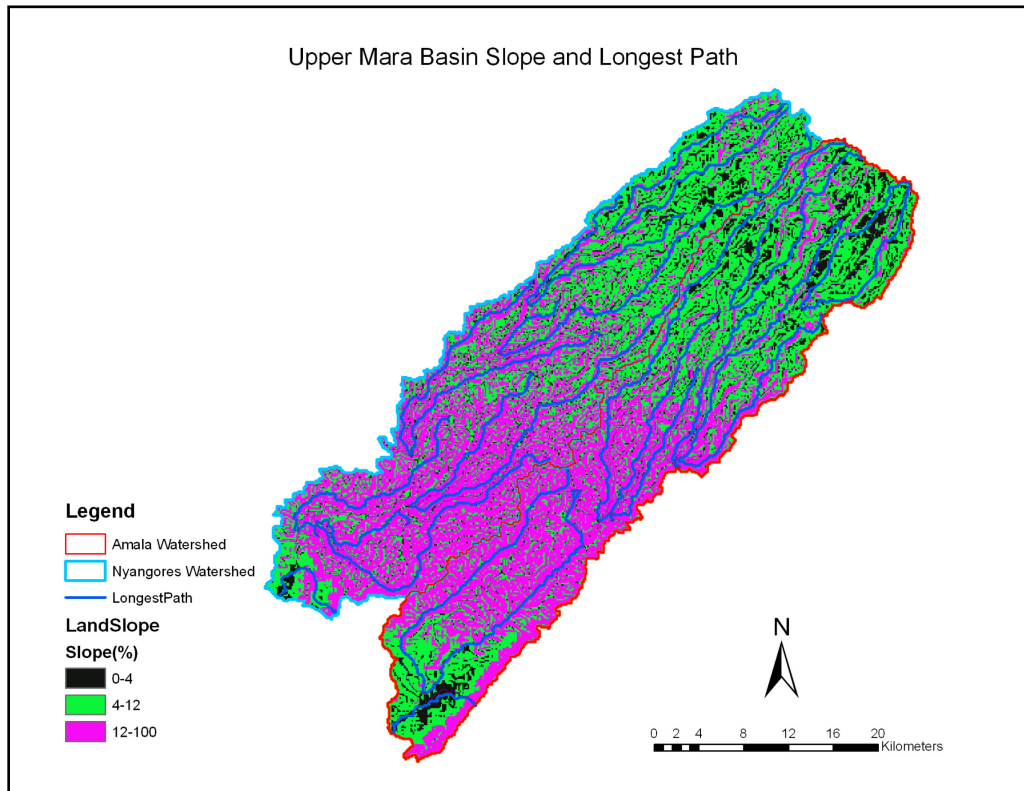 Upper Mara Basin Slope and Longest Path
Legend
Amala Watershed
Nyangores Watershed
LongestPath
LandSlope
Slope(%)
0-4
4-12
12-100
N
0 2 4 8 12 16 20
Kilometers